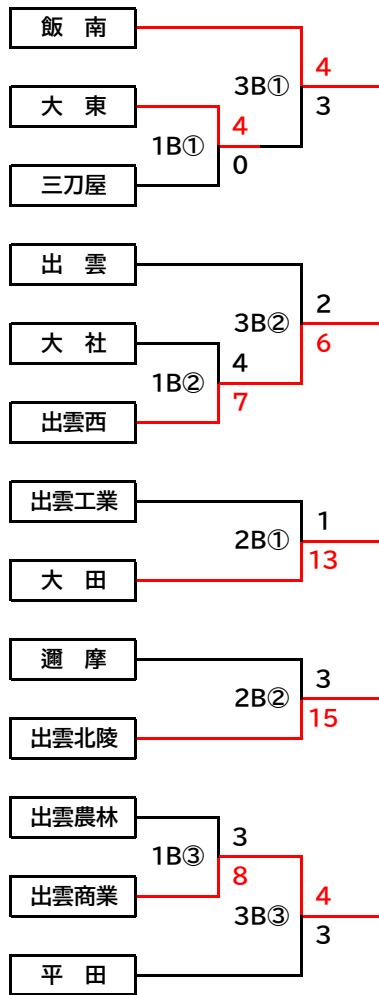 飯　南
4
3B①
3
大　東
4
1B①
0
三刀屋
出　雲
2
3B②
6
大　社
4
1B②
7
出雲西
出雲工業
1
2B①
13
大　田
邇　摩
3
2B②
15
出雲北陵
出雲農林
3
1B③
8
出雲商業
4
3B③
3
平　田